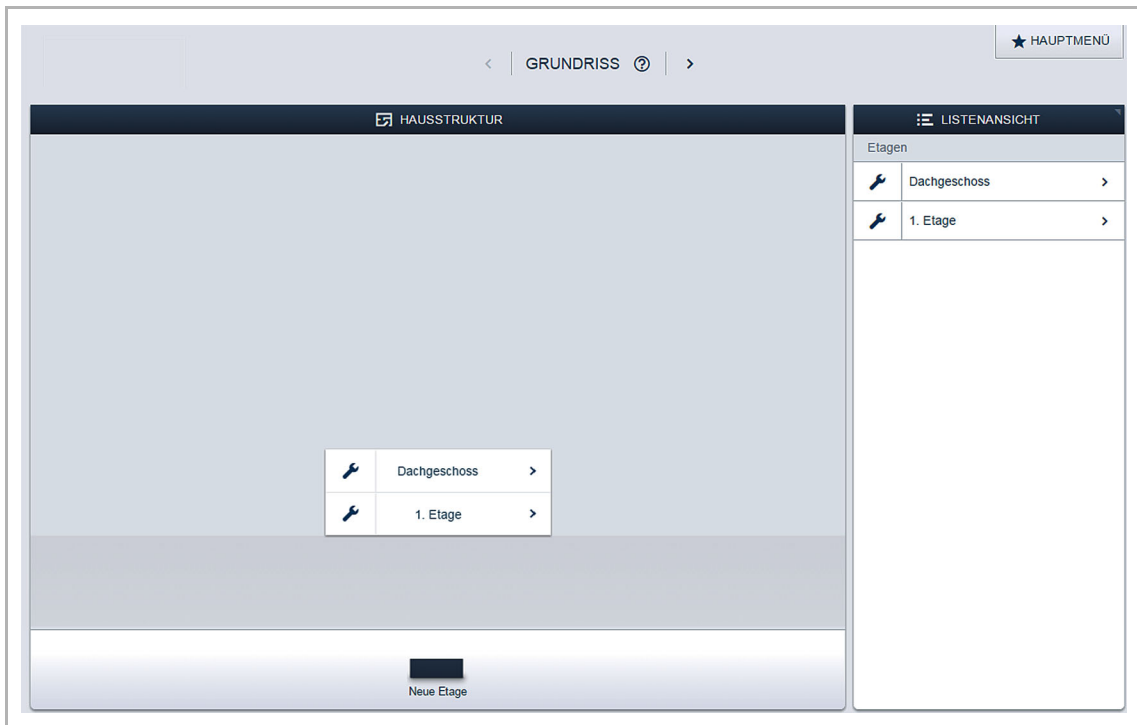 HAUPTMENÜ
GRUNDRISS
HAUSSTRUKTUR
Dachgeschoss
1. Etage
Neue Etage
LISTENANSICHT
Etagen
Dachgeschoss
1. Etage